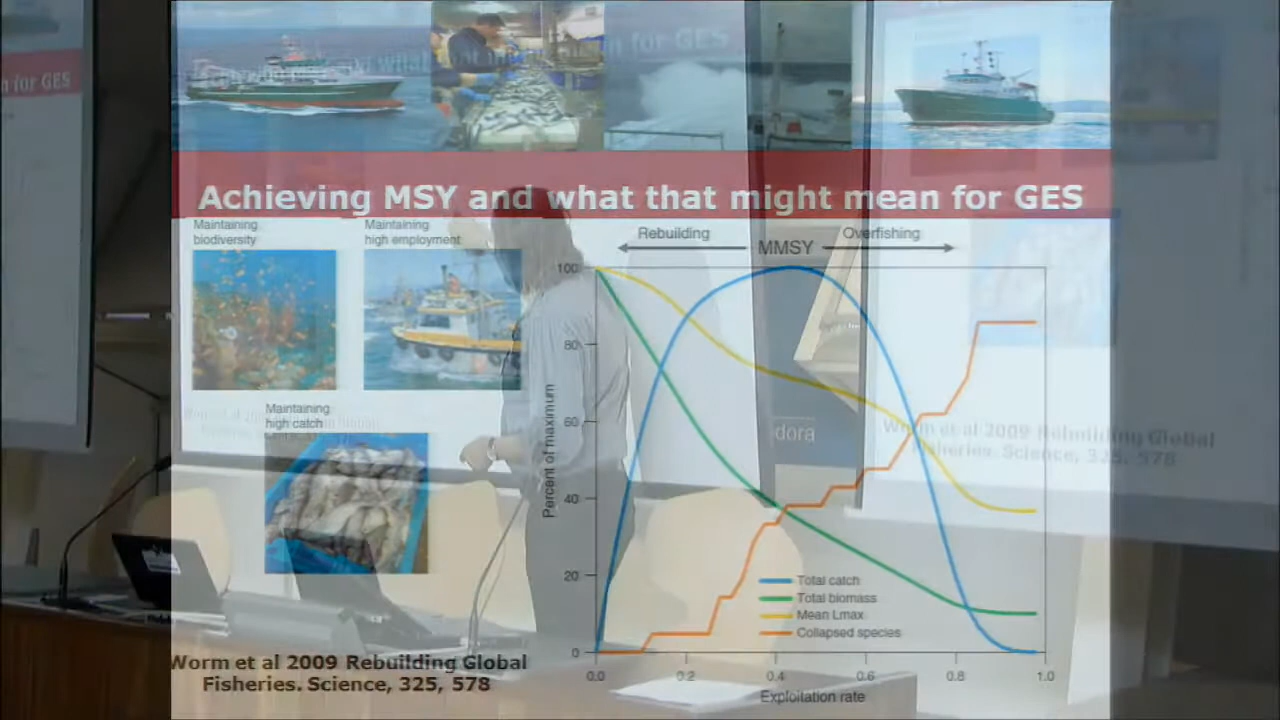 n for GES
Achieving MSY and what that might mean for GES
Maintaining
biodiversity
Maintaining
high employment
Maintaining
high catch
Rebuilding
MMSY
Overfishing
100
80
60
40
20
0
Percent of maximum
0.0
0.2
0.4
0.6
0.8
1.0
Exploitation rate
Total catch
Total biomass
Mean Lmax
Collapsed species
dora
Worm et al 2009 Rebuilding Global
Fisheries. Science, 325, 578
Worm et al 2009 Rebuilding Global
Fisheries. Science, 325, 578